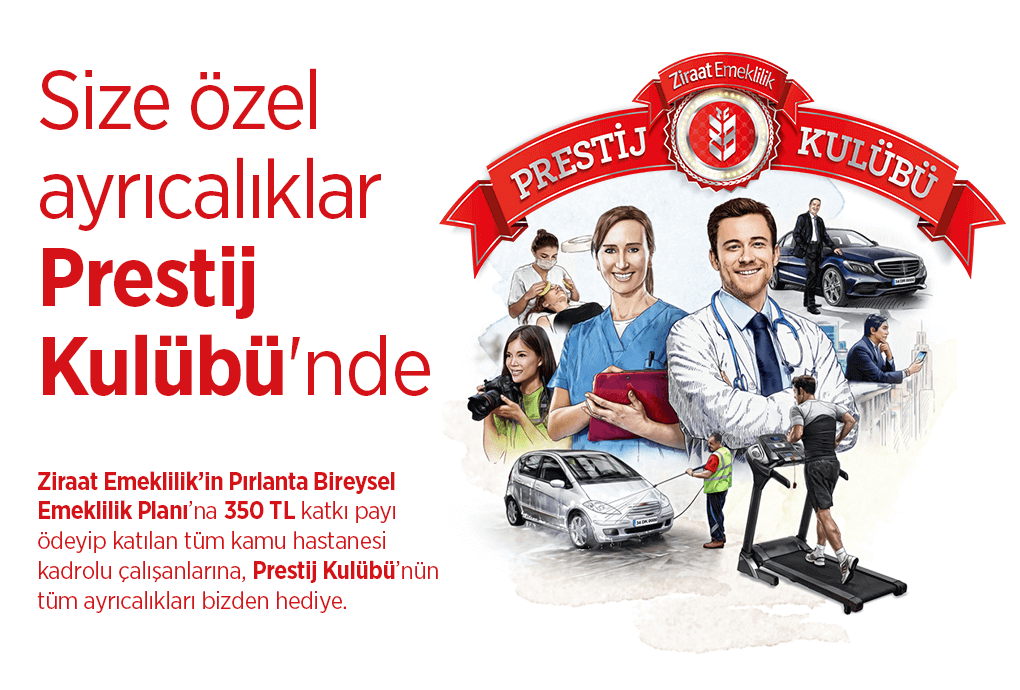 Size özel
ayrıcalıklar
Prestij
Kulübü'nde
Ziraat Emeklilik’in Pırlanta Bireysel
Emeklilik Planı’na 350 TL katkı payı
ödeyip katılan tüm kamu hastanesi
kadrolu çalışanlarına, Prestij Kulübü’nün
tüm ayrıcalıkları bizden hediye.
Ziraat Emeklilik
PRESTİJ KULÜBÜ